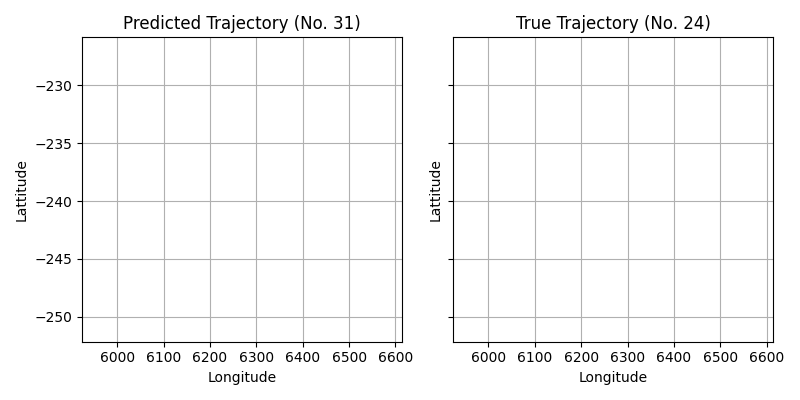 Predicted Trajectory (No. 31)
−230
−235
−240
−245
−250
Lattitude
6000 6100 6200 6300 6400 6500 6600
Longitude
True Trajectory (No. 24)
Lattitude
6000 6100 6200 6300 6400 6500 6600
Longitude